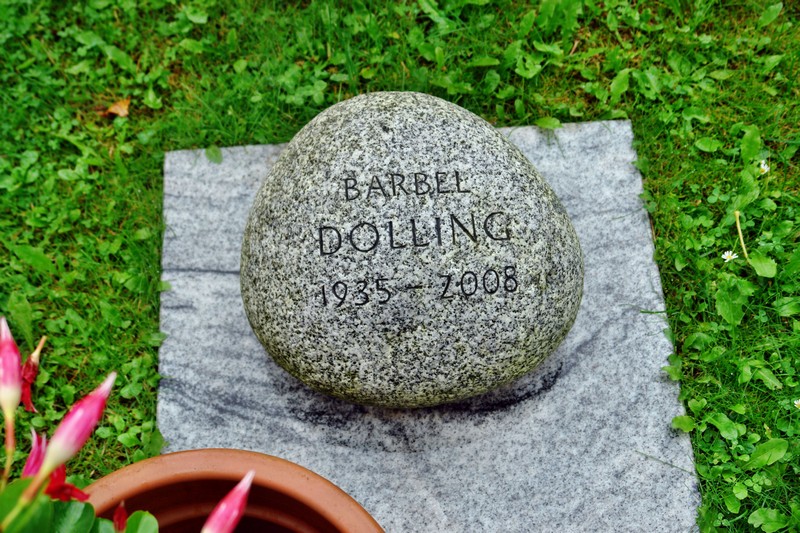 BARBEL
DOLLING
1935 - 2008